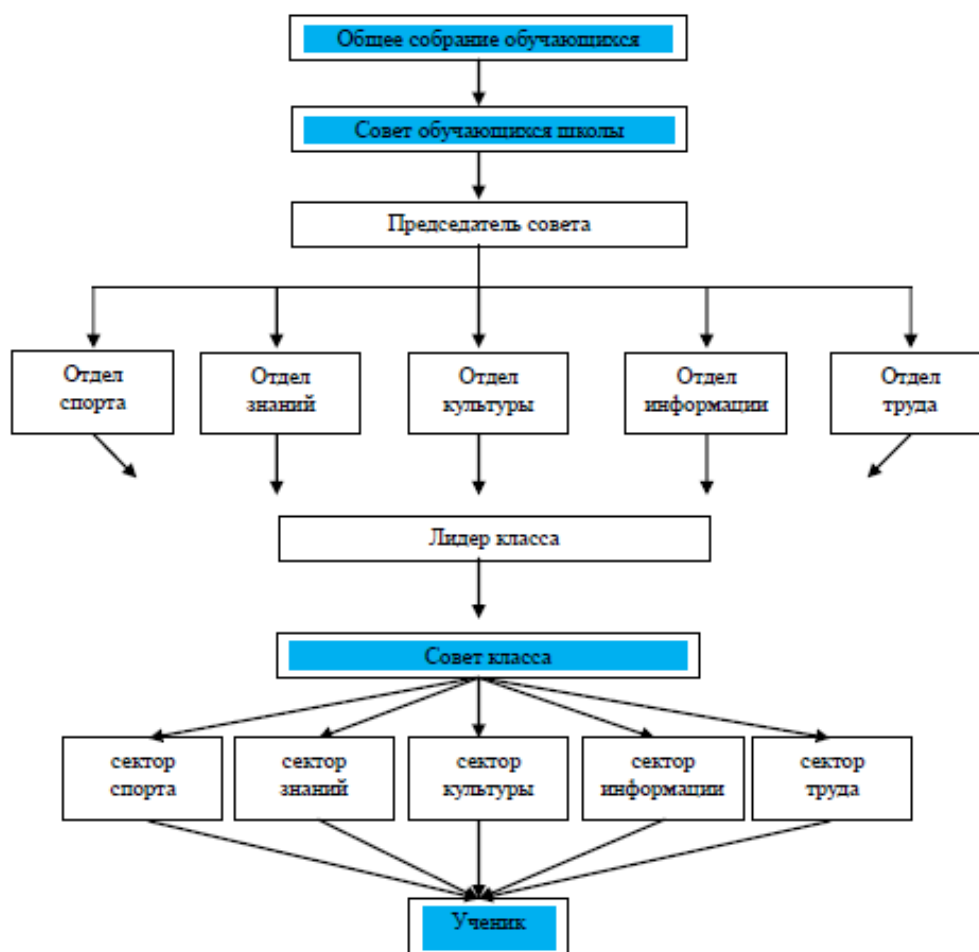 Общее собрание обучающихся
Совет обучающихся школы
Председатель совета
Отдел
спорта
Отдел
знаний
Отдел
культуры
Отдел
информации
Отдел
труда
Лидер класса
Совет класса
сектор
спорта
сектор
знаний
сектор
культуры
сектор
информации
сектор
труда
Ученик